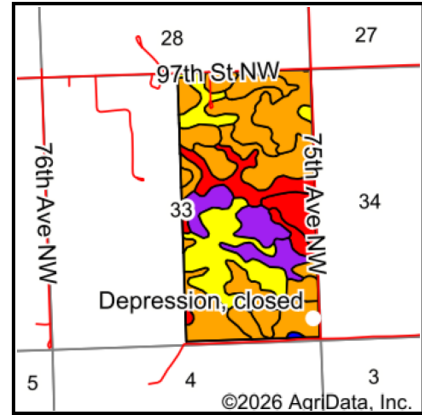 28
27
97th St NW
76th Ave NW
75th Ave NW
33
34
Depression, closed
5
4
3
©2026 AgriData, Inc.